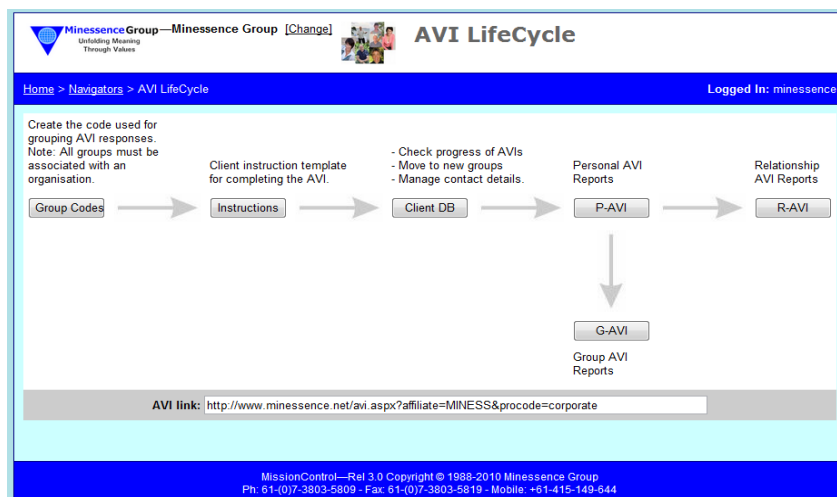 MinessenceGroup—Minessence Group [Change]
Unfolding Meaning
Through Values
AVI LifeCycle
Home > Navigators > AVI LifeCycle
Logged In: minessence
Create the code used for
grouping AVI responses.
Note: All groups must be
associated with an
organisation.
Group Codes
Client instruction template
for completing the AVI.
Instructions
- Check progress of AVIs
- Move to new groups
- Manage contact details.
Client DB
Personal AVI
Reports
P-AVI
Relationship
AVI Reports
R-AVI
G-AVI
Group AVI
Reports
AVI link: http://www.minessence.net/avi.aspx?affiliate=MINESS&procode=corporate
MissionControl—Rel 3.0 Copyright © 1988-2010 Minessence Group
Ph: 61-(0)7-3803-5809 - Fax: 61-(0)7-3803-5819 - Mobile: +61-415-149-644